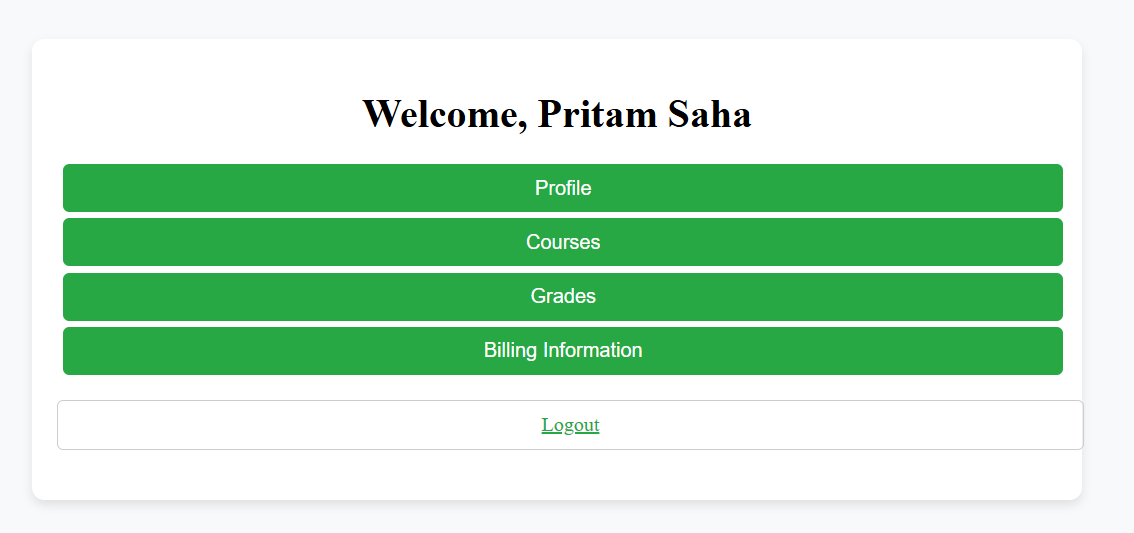 Welcome, Pritam Saha
Profile
Courses
Grades
Billing Information
Logout